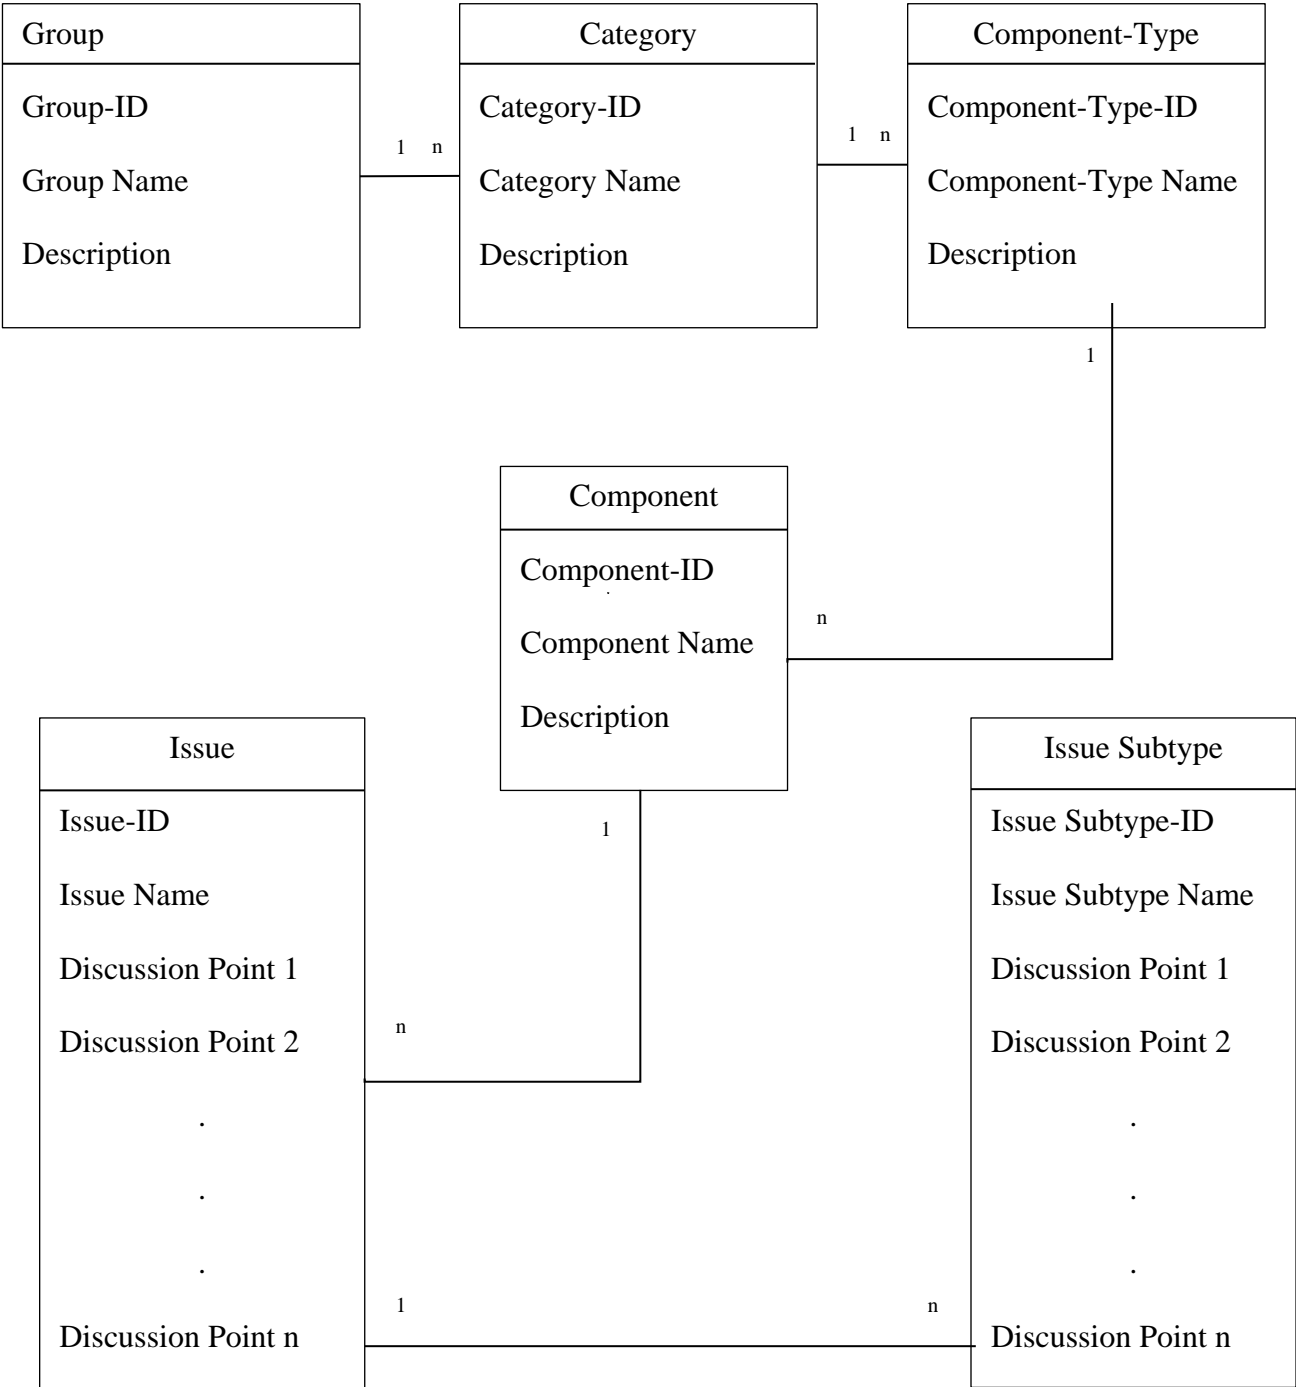 Group
Group-ID
Group Name
Description
1 n
Category
Category-ID
Category Name
Description
1 n
Component-Type
Component-Type-ID
Component-Type Name
Description
1
n
Component
Component-ID
.
Component Name
Description
1
n
Issue
Issue-ID
Issue Name
Discussion Point 1
Discussion Point 2
.
.
.
Discussion Point n
1
n
Issue Subtype
Issue Subtype-ID
Issue Subtype Name
Discussion Point 1
Discussion Point 2
.
.
.
Discussion Point n